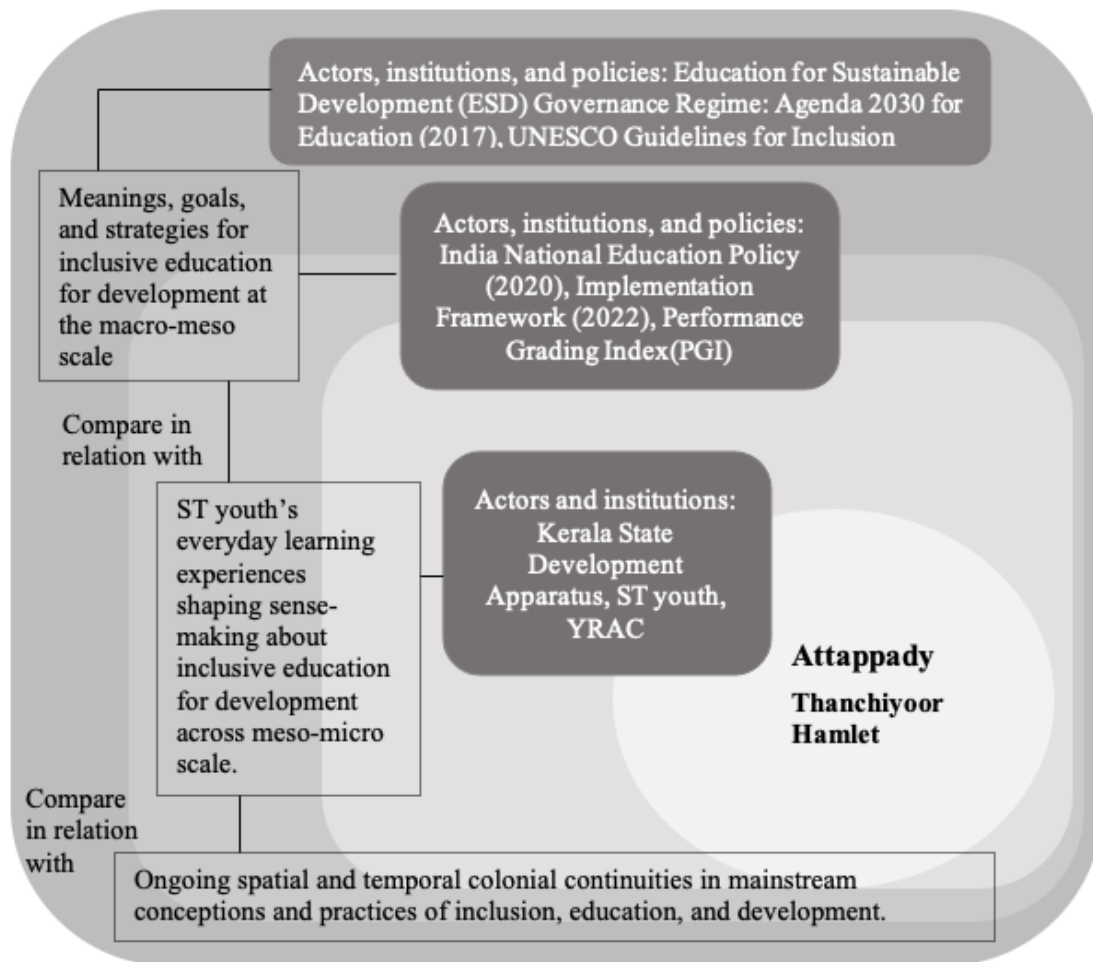 Actors, institutions, and policies: Education for Sustainable
Development (ESD) Governance Regime: Agenda 2030 for
Education (2017), UNESCO Guidelines for Inclusion
Meanings, goals,
and strategies for
inclusive education
for development at
the macro-meso
scale
Actors, institutions, and policies:
India National Education Policy
(2020), Implementation
Framework (2022), Performance
Grading Index(PGI)
Compare in
relation with
ST youth’s
everyday learning
experiences
shaping sense-
making about
inclusive education
for development
across meso-micro
scale.
Actors and institutions:
Kerala State
Development
Apparatus, ST youth,
YRAC
Attappady
Thanchiyoor
Hamlet
Compare
in relation
with
Ongoing spatial and temporal colonial continuities in mainstream
conceptions and practices of inclusion, education, and development.